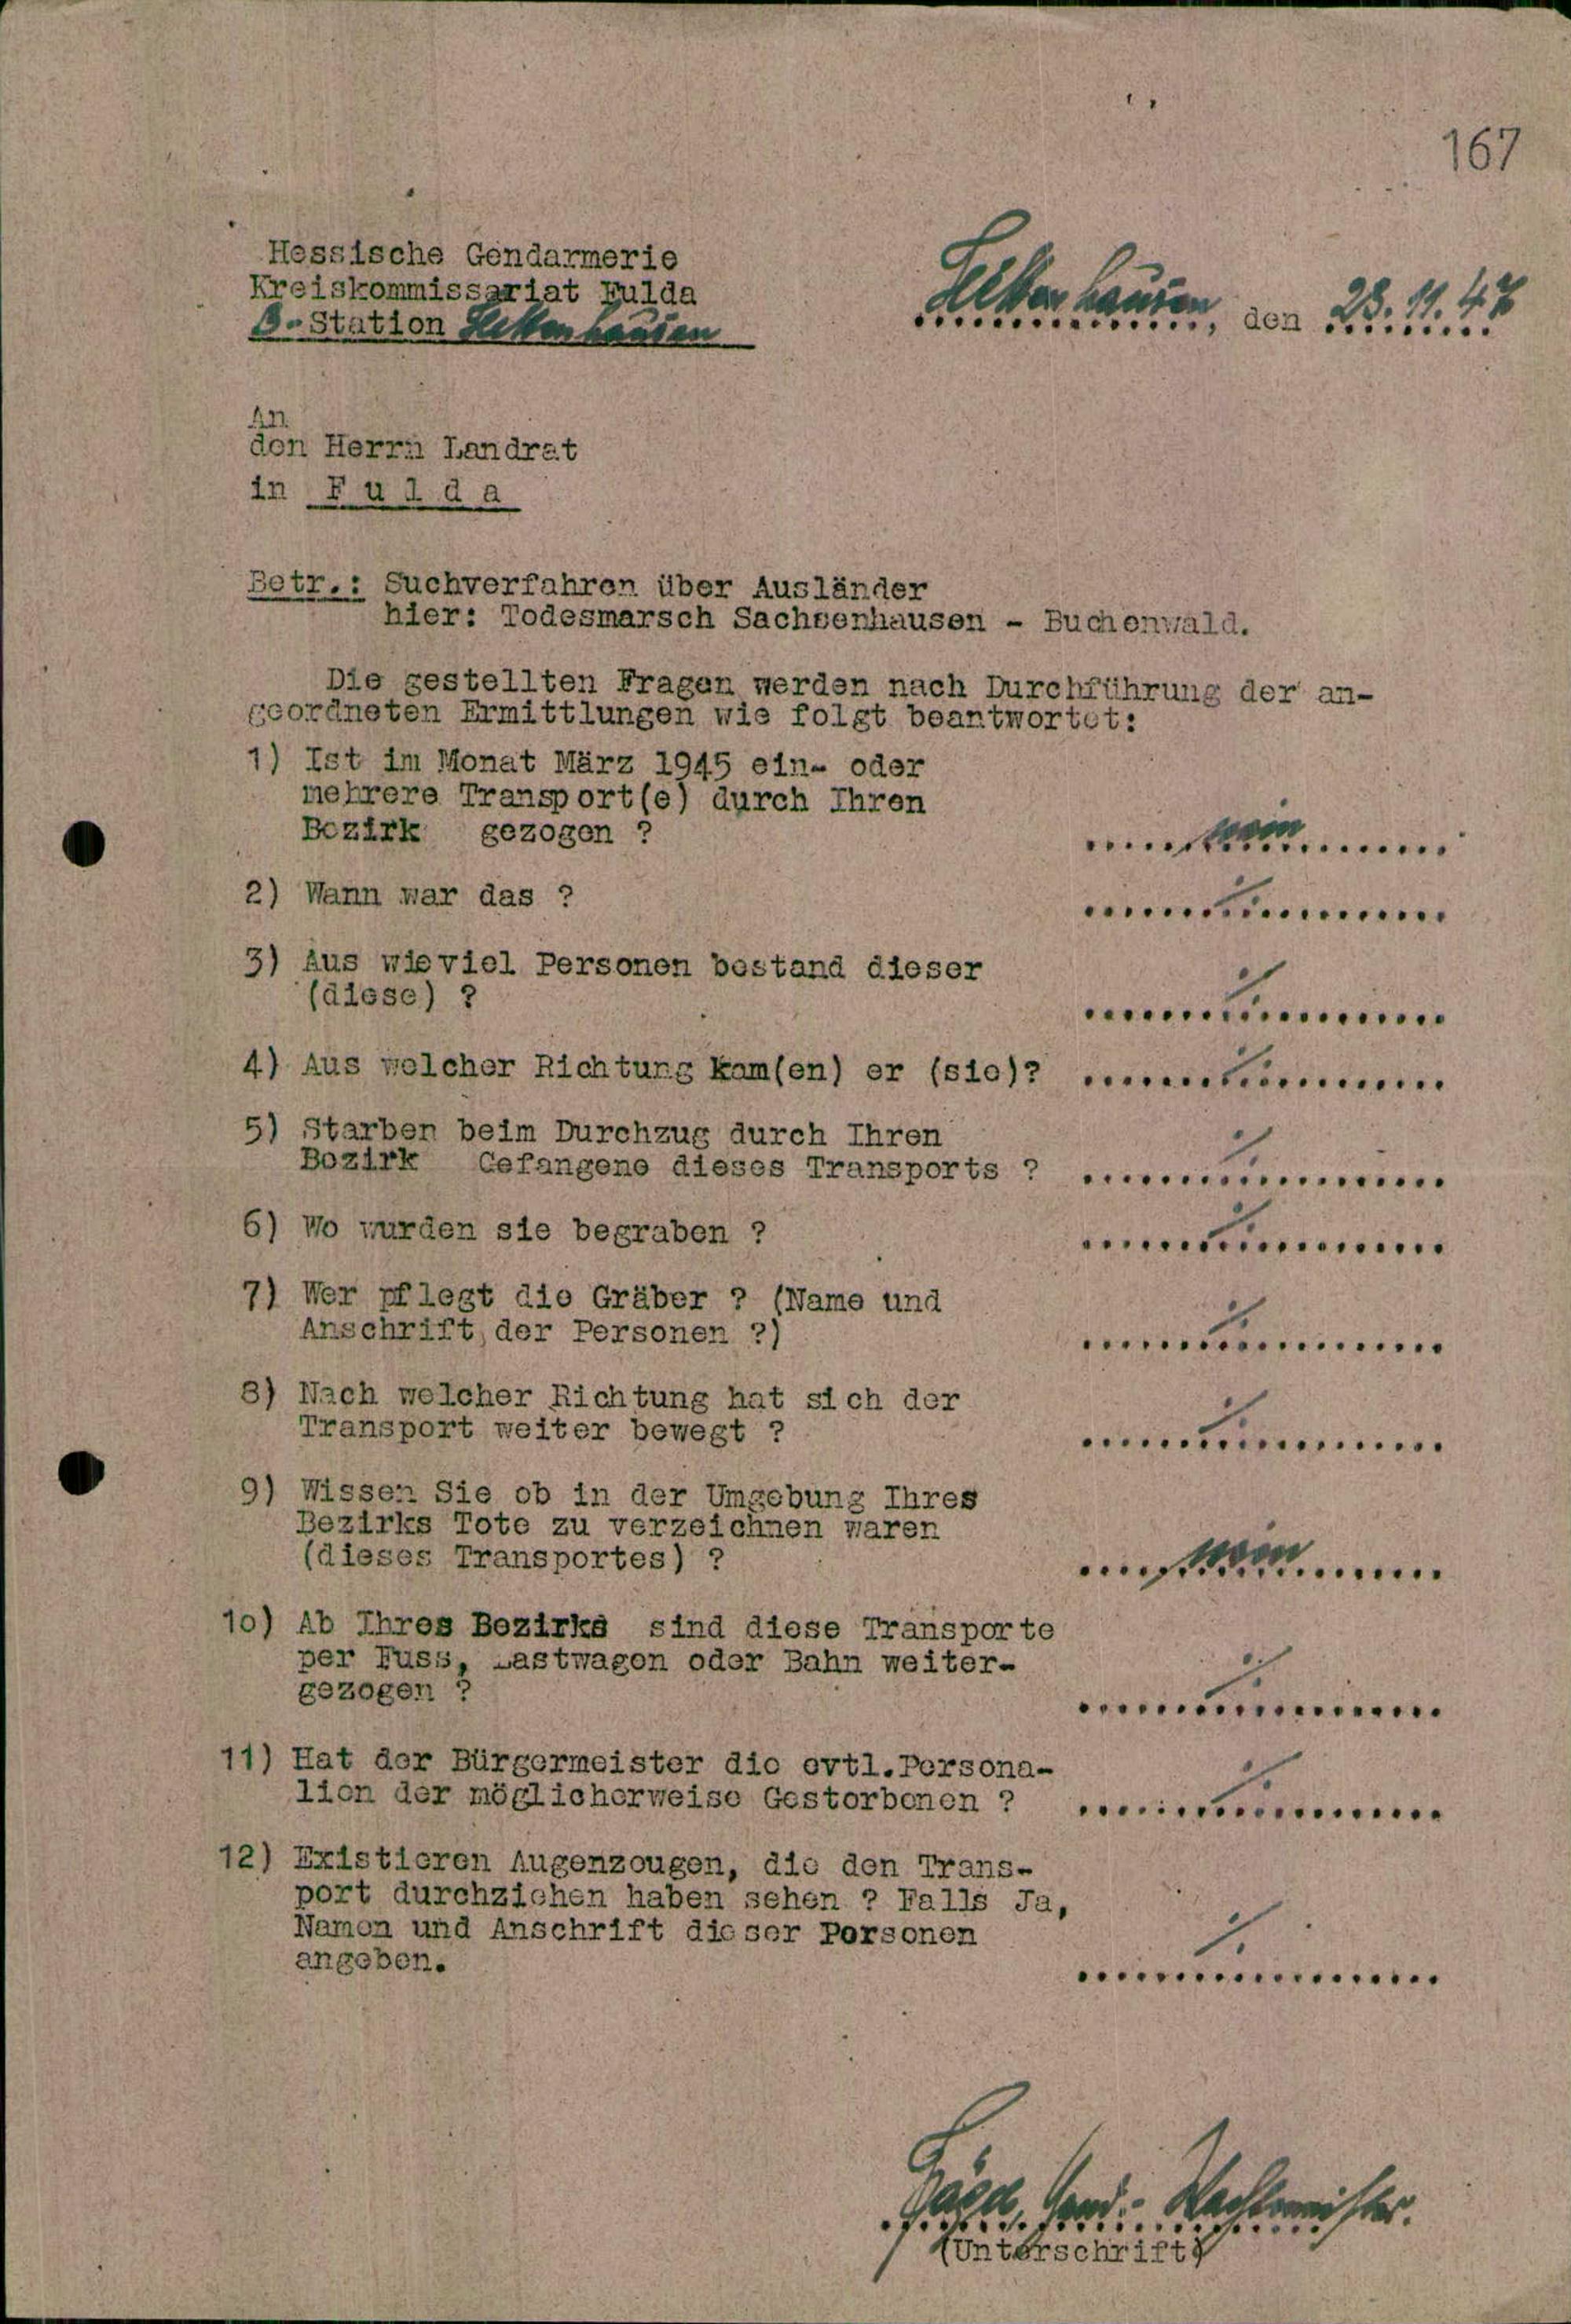 167
Hessische Gendarmerie
Kreiskommissariat Fulda
B-Station Hettenhausen
Hettenhausen, den 23.11.47
An
den Herrn Landrat
in Fulda
Betr.: Suchverfahren über Ausländer
hier: Todesmarsch Sachsenhausen - Buchenwald.
Die gestellten Fragen werden nach Durchführung der an-
geordneten Ermittlungen wie folgt beantwortet:
1) Ist im Monat März 1945 ein- oder
mehrere Transport(e) durch Ihren
Bezirk gezogen ? nein
2) Wann war das ? ./.
3) Aus wieviel Personen bestand dieser
(diese) ? ./.
4) Aus welcher Richtung kam(en) er (sie)? ./.
5) Starben beim Durchzug durch Ihren
Bezirk Gefangene dieses Transports ? ./.
6) Wo wurden sie begraben ? ./.
7) Wer pflegt die Gräber ? (Name und
Anschrift der Personen ?) ./.
8) Nach welcher Richtung hat sich der
Transport weiter bewegt ? ./.
9) Wissen Sie ob in der Umgebung Ihres
Bezirks Tote zu verzeichnen waren
(dieses Transportes) ? nein
10) Ab Ihres Bezirks sind diese Transporte
per Fuss, Lastwagen oder Bahn weiter-
gezogen ? ./.
11) Hat der Bürgermeister die evtl.Persona-
lien der möglicherweise Gestorbenen ? ./.
12) Existieren Augenzeugen, die den Trans-
port durchziehen haben sehen ? Falls Ja,
Namen und Anschrift dieser Personen
angeben. ./.
Gend.- Wachtmeister.
(Unterschrift)